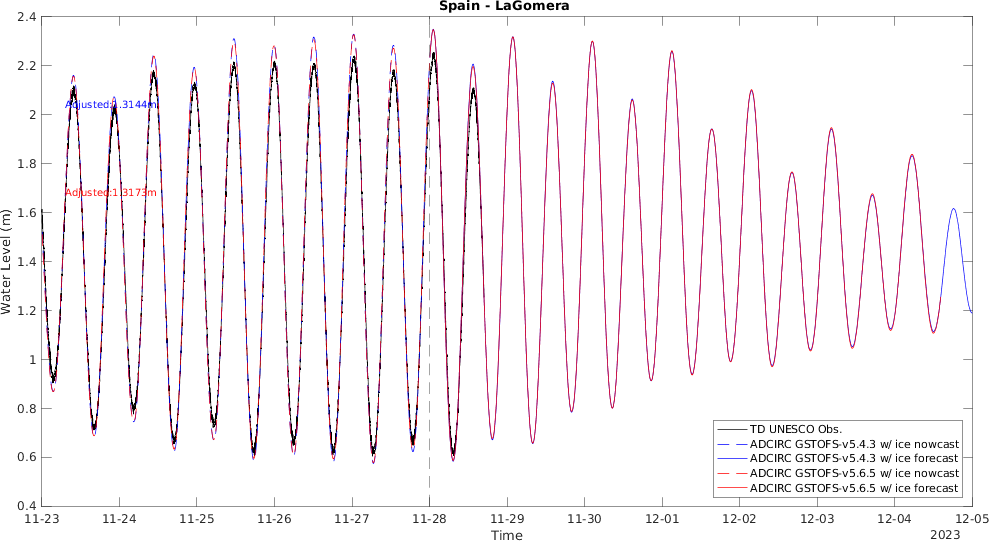 Spain - LaGomera
2.4
2.2
2
1.8
1.6
1.4
1.2
1
0.8
0.6
0.4
Water Level (m)
Adjusted:1.3144m
Adjusted:1.3173m
TD UNESCO Obs.
ADCIRC GSTOFS-v5.4.3 w/ ice nowcast
ADCIRC GSTOFS-v5.4.3 w/ ice forecast
ADCIRC GSTOFS-v5.6.5 w/ ice nowcast
ADCIRC GSTOFS-v5.6.5 w/ ice forecast
11-23 11-24 11-25 11-26 11-27 11-28 11-29 11-30 12-01 12-02 12-03 12-04 12-05
Time
2023